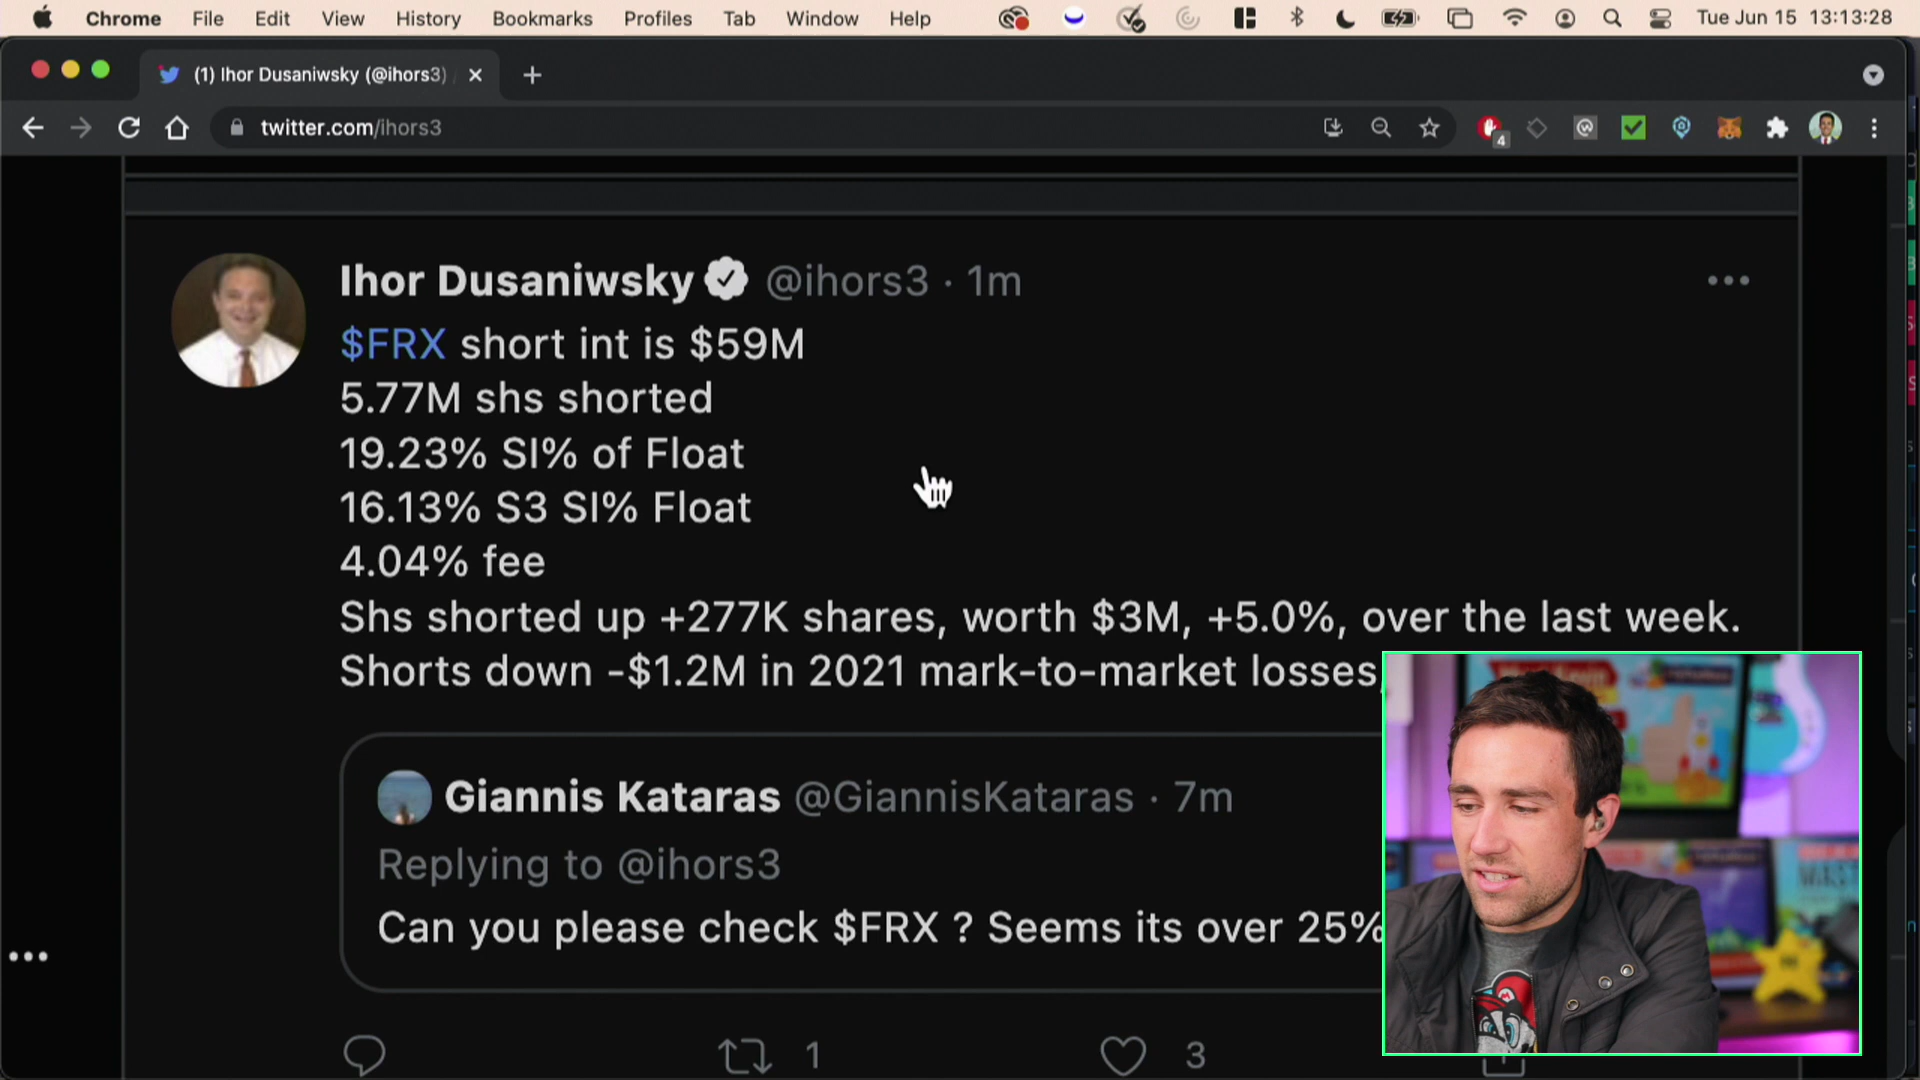 Chrome File Edit View History Bookmarks Profiles Tab Window Help Tue Jun 15 13:13:28
(1) Ihor Dusaniwsky (@ihors3)
twitter.com/ihors3
4
Ihor Dusaniwsky @ihors3 · 1m
$FRX short int is $59M
5.77M shs shorted
19.23% SI% of Float
16.13% S3 SI% Float
4.04% fee
Shs shorted up +277K shares, worth $3M, +5.0%, over the last week.
Shorts down -$1.2M in 2021 mark-to-market losses,
Giannis Kataras @GiannisKataras · 7m
Replying to @ihors3
Can you please check $FRX ? Seems its over 25%
1 3